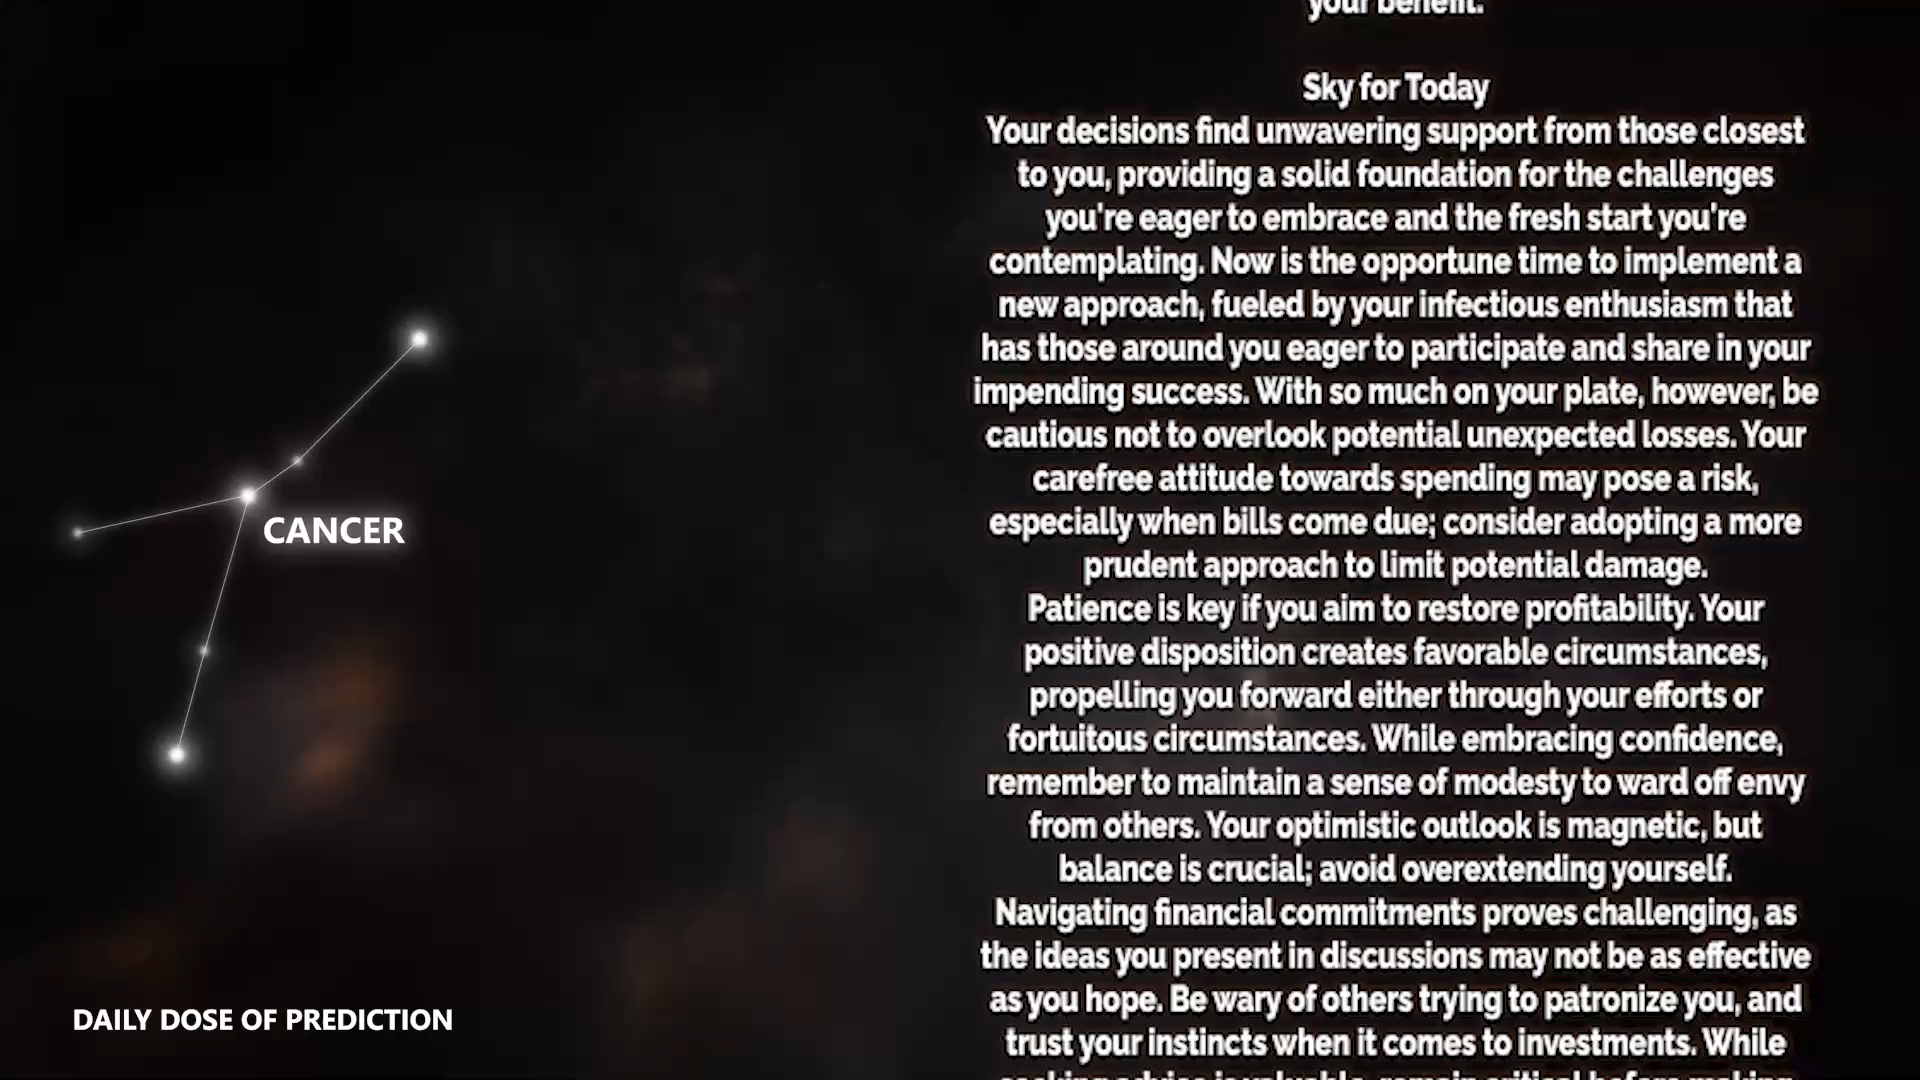 your benefit.
Sky for Today
Your decisions find unwavering support from those closest
to you, providing a solid foundation for the challenges
you're eager to embrace and the fresh start you're
contemplating. Now is the opportune time to implement a
new approach, fueled by your infectious enthusiasm that
has those around you eager to participate and share in your
impending success. With so much on your plate, however, be
cautious not to overlook potential unexpected losses. Your
carefree attitude towards spending may pose a risk,
especially when bills come due; consider adopting a more
prudent approach to limit potential damage.
Patience is key if you aim to restore profitability. Your
positive disposition creates favorable circumstances,
propelling you forward either through your efforts or
fortuitous circumstances. While embracing confidence,
remember to maintain a sense of modesty to ward off envy
from others. Your optimistic outlook is magnetic, but
balance is crucial; avoid overextending yourself.
Navigating financial commitments proves challenging, as
the ideas you present in discussions may not be as effective
as you hope. Be wary of others trying to patronize you, and
trust your instincts when it comes to investments. While
CANCER
DAILY DOSE OF PREDICTION